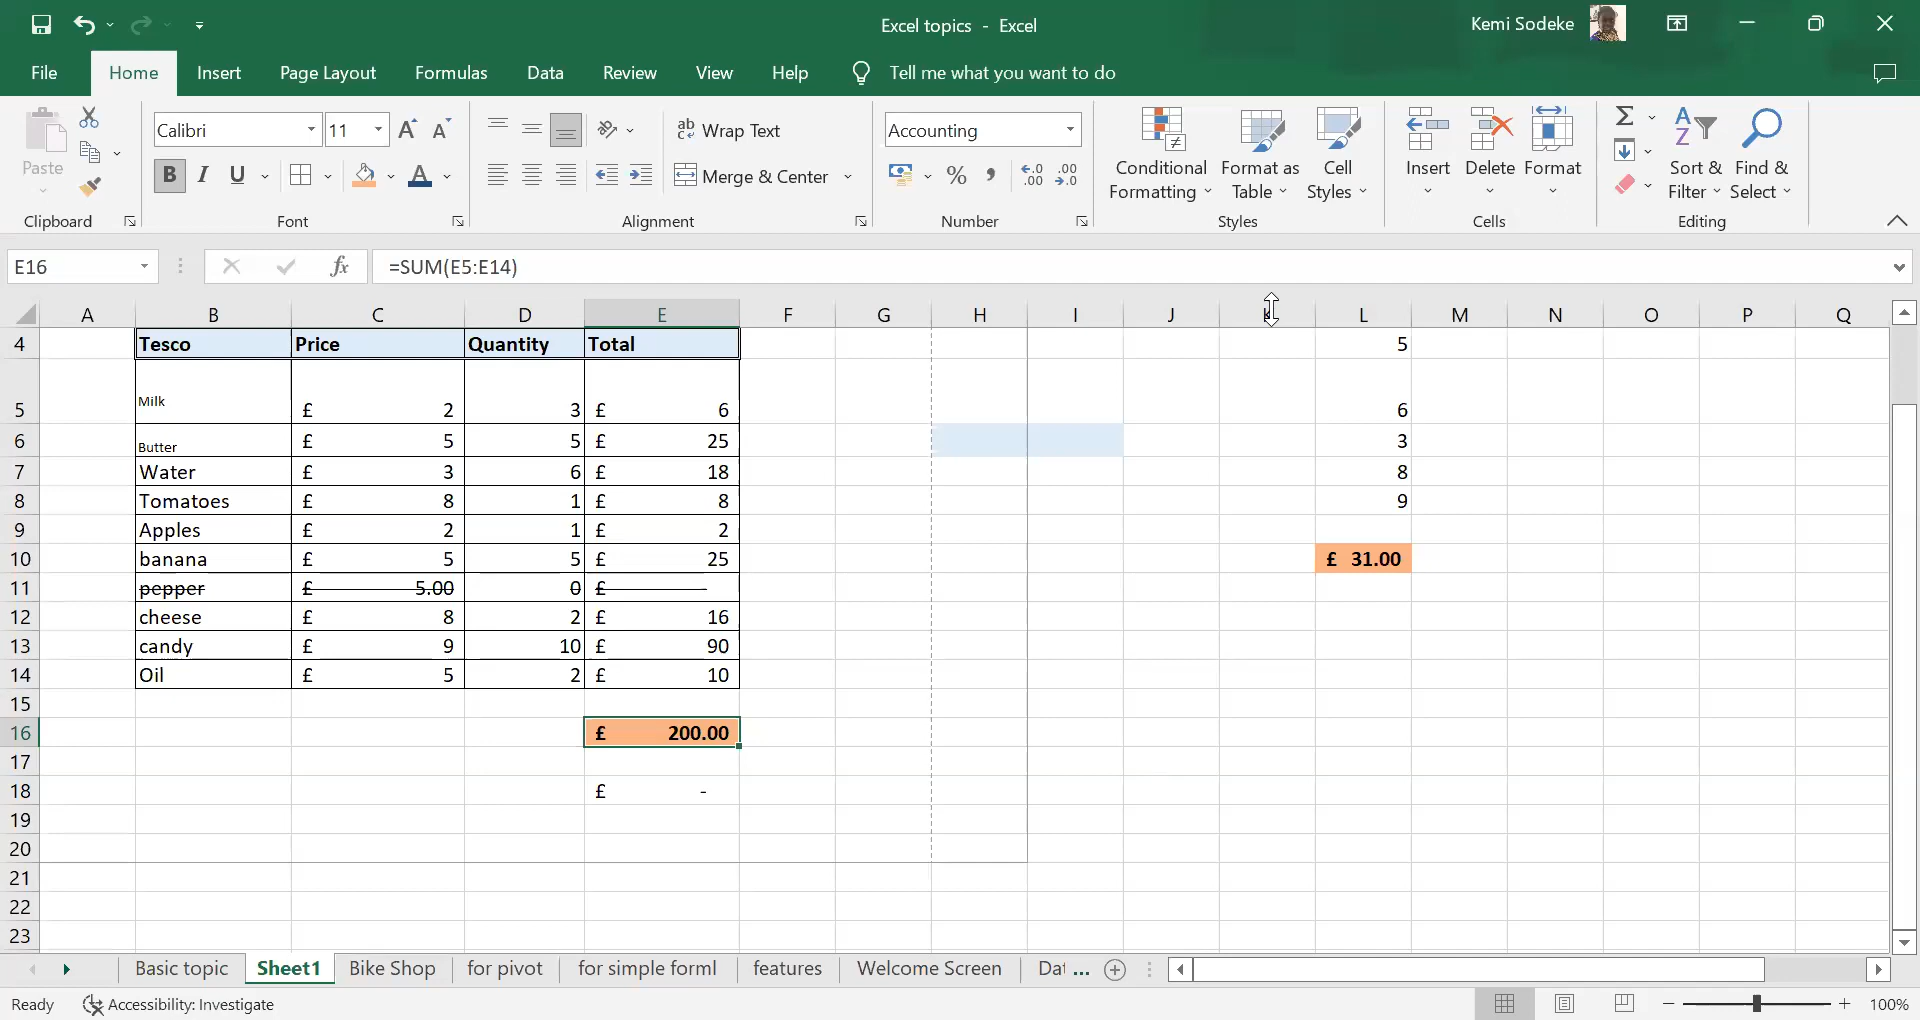 Excel topics - Excel
Kemi Sodeke
File Home Insert Page Layout Formulas Data Review View Help Tell me what you want to do
Paste
Clipboard
Calibri 11
B I U A
Font
ab Wrap Text
Merge & Center
Alignment
Accounting
% , .00 .00
Number
Conditional Formatting
Format as Table
Cell Styles
Styles
Insert Delete Format
Cells
Sort & Filter
Find & Select
Editing
E16 fx =SUM(E5:E14)
A B C D E F G H I J K L M N O P Q
4 Tesco Price Quantity Total 5
5 Milk £ 2 3 £ 6 6
6 Butter £ 5 5 £ 25 3
7 Water £ 3 6 £ 18 8
8 Tomatoes £ 8 1 £ 8 9
9 Apples £ 2 1 £ 2
10 banana £ 5 5 £ 25 £ 31.00
11 pepper £ 5.00 0 £ -
12 cheese £ 8 2 £ 16
13 candy £ 9 10 £ 90
14 Oil £ 5 2 £ 10
15
16 £ 200.00
17
18 £ -
19
20
21
22
23
Basic topic Sheet1 Bike Shop for pivot for simple forml features Welcome Screen Dat ...
Ready Accessibility: Investigate 100%